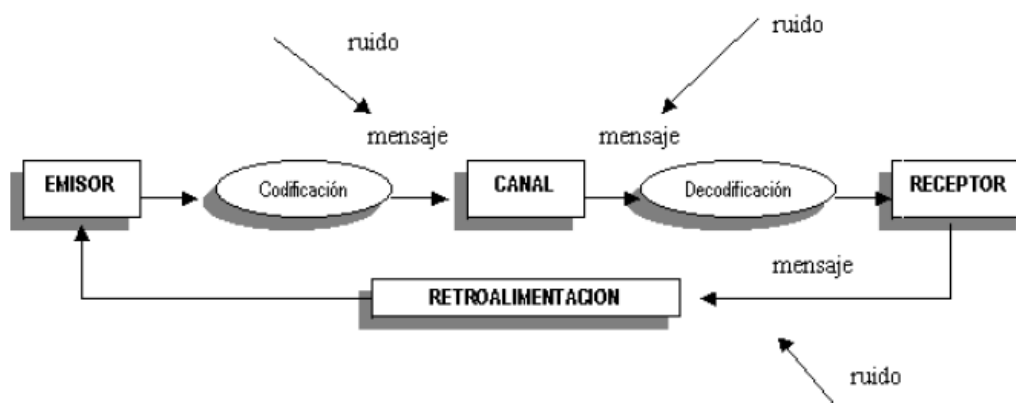 ruido
ruido
mensaje
mensaje
EMISOR
Codificación
CANAL
Decodificación
RECEPTOR
mensaje
RETROALIMENTACION
ruido